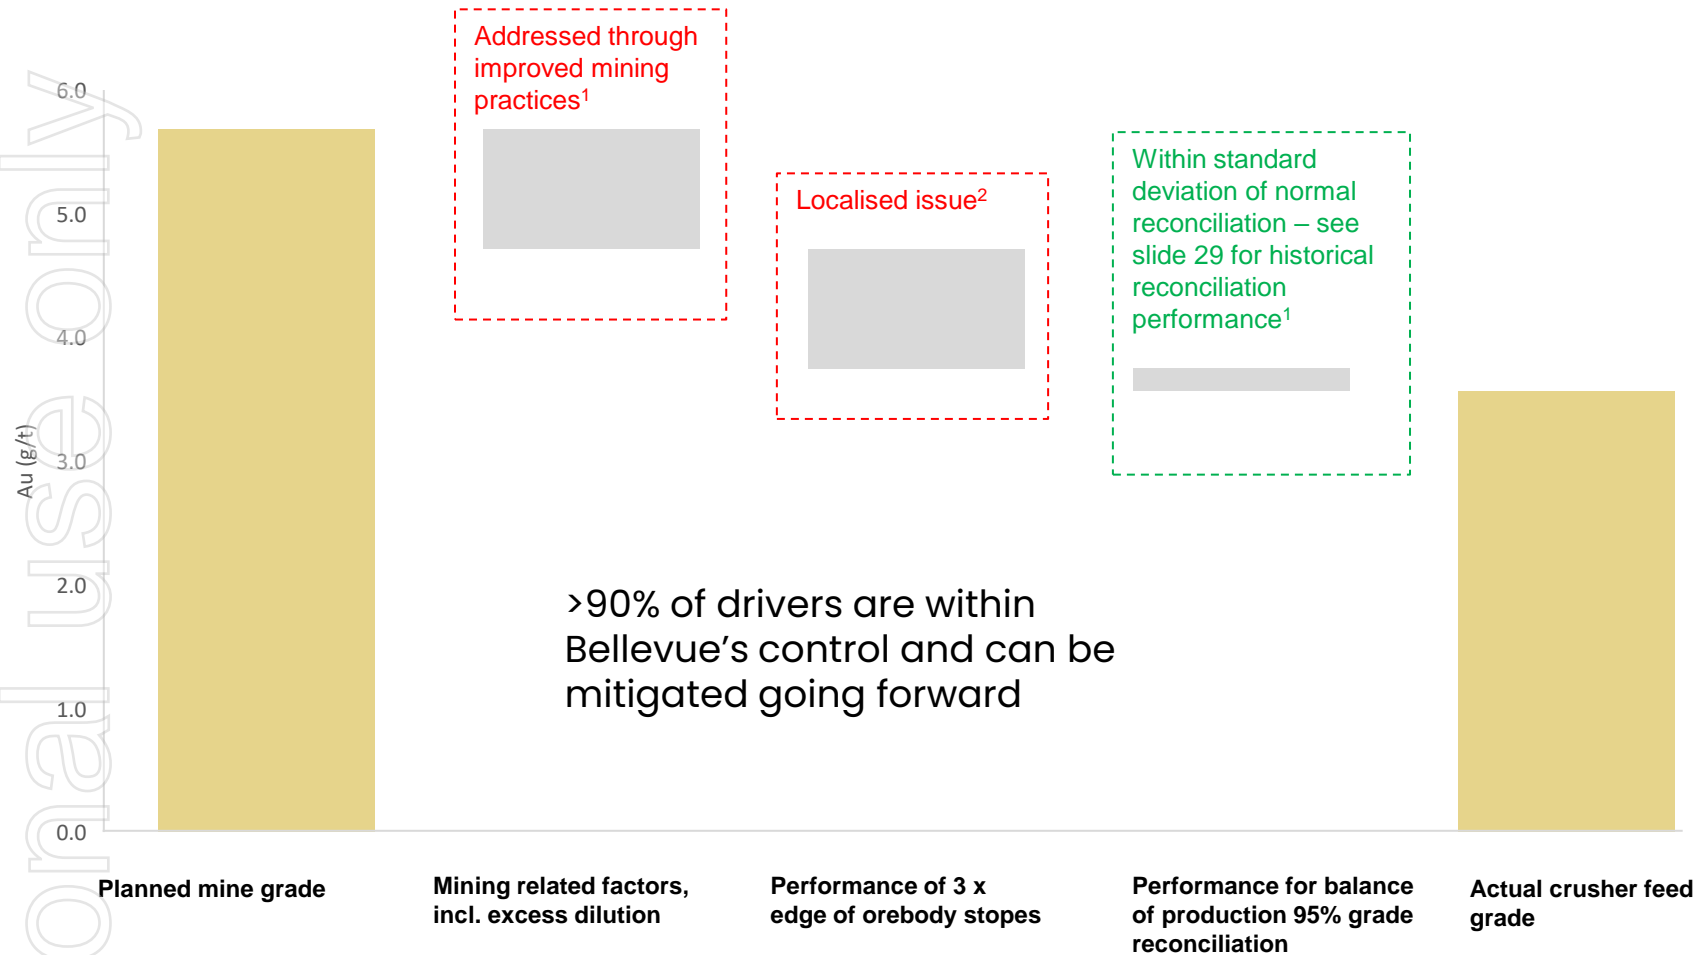 Addressed through
improved mining
practices1
Localised issue2
Within standard
deviation of normal
reconciliation – see
slide 29 for historical
reconciliation
performance1
6.0
5.0
4.0
3.0
2.0
1.0
0.0
Au (g/t)
>90% of drivers are within
Bellevue's control and can be
mitigated going forward
Planned mine grade
Mining related factors,
incl. excess dilution
Performance of 3 x
edge of orebody stopes
Performance for balance
of production 95% grade
reconciliation
Actual crusher feed
grade
onal use only